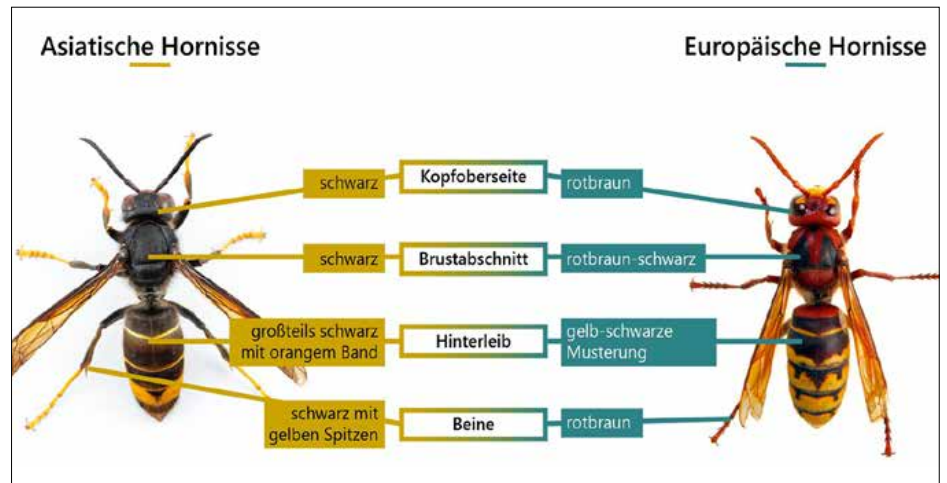 Asiatische Hornisse
Europäische Hornisse
schwarz
Kopfoberseite
rotbraun
schwarz
Brustabschnitt
rotbraun-schwarz
großteils schwarz
mit orangem Band
Hinterleib
gelb-schwarze
Musterung
schwarz mit
gelben Spitzen
Beine
rotbraun